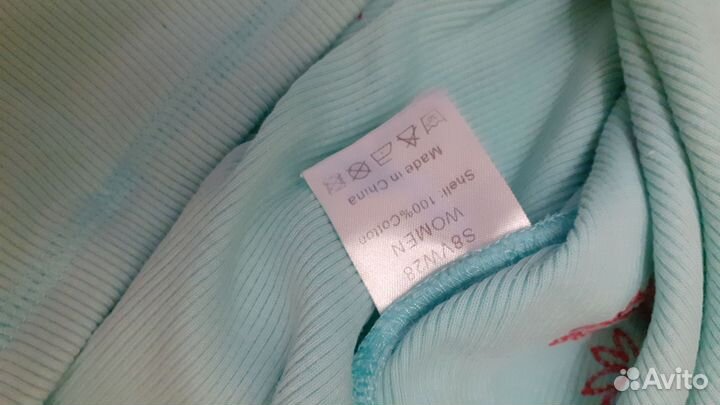 S8VW28
WOMEN
Shell: 100%Cotton
Made in China
Avito